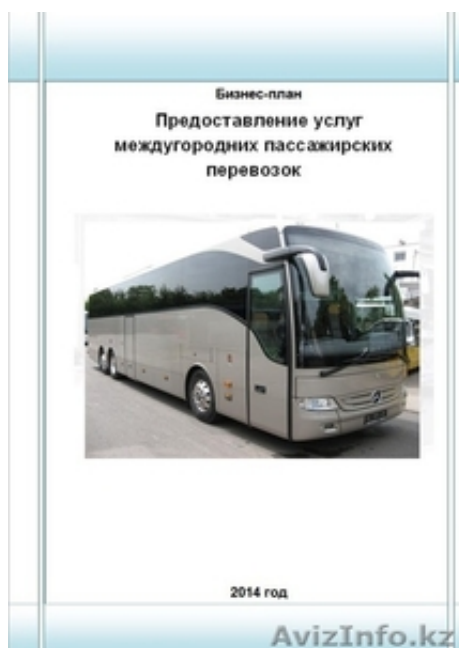 Бизнес-план
Предоставление услуг
междугородних пассажирских
перевозок
2014 год
AvizInfo.kz